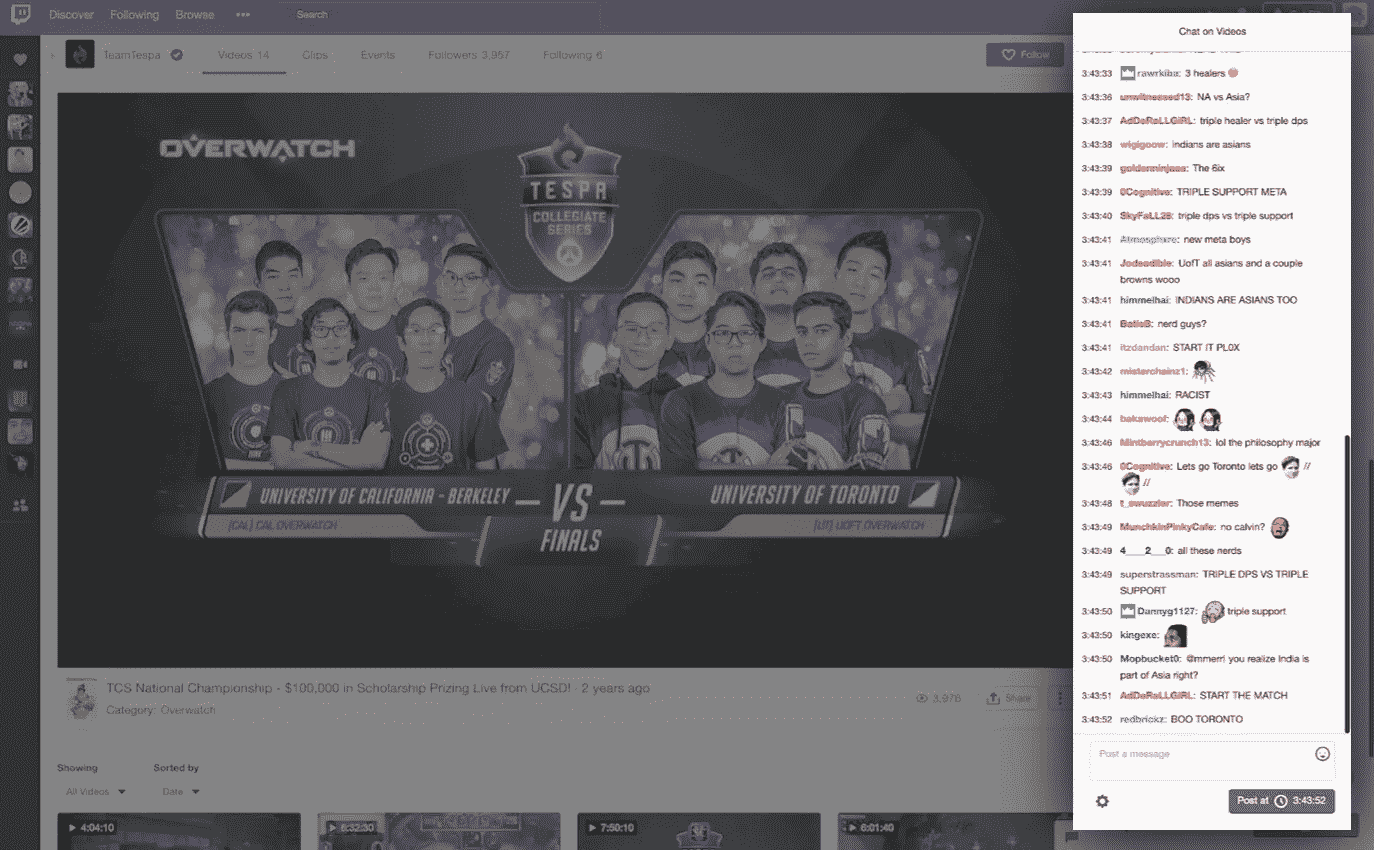 Discover Following Browse ••• Search
TeamTespa Videos 14 Clips Events Followers 3,957 Following 6 Follow
OVERWATCH
TESPA
COLLEGIATE
SERIES
UNIVERSITY OF CALIFORNIA - BERKELEY — VS — UNIVERSITY OF TORONTO
[CAL] CAL OVERWATCH [UT] UOFT OVERWATCH
FINALS
TCS National Championship - $100,000 in Scholarship Prizing Live from UCSD! · 2 years ago
Category: Overwatch
3,976 Share
Showing Sorted by
All Videos Date
4:04:10 6:32:30 7:50:10 6:01:40
Chat on Videos
3:43:33 rawrkibz: 3 healers
3:43:36 unwitnessed13: NA vs Asia?
3:43:37 AdDeRaLLGIRL: triple healer vs triple dps
3:43:38 wigigoow: indians are asians
3:43:39 The 6ix
3:43:39 0Cognitive: TRIPLE SUPPORT META
3:43:40 SkyFaLL28: triple dps vs triple support
3:43:41 Atmosphare: new meta boys
3:43:41 UofT all asians and a couple
browns wooo
3:43:41 himmelhai: INDIANS ARE ASIANS TOO
3:43:41 nerd guys?
3:43:41 itzdandan: START IT PL0X
3:43:42 misterchainz1:
3:43:43 himmelhai: RACIST
3:43:44 bakawoof:
3:43:46 Mintberrycrunch13: lol the philosophy major
3:43:46 0Cognitive: Lets go Toronto lets go //
//
3:43:48 t_swuzzler: Those memes
3:43:49 MunchkinPinkyCafe: no calvin?
3:43:49 4___2__0: all these nerds
3:43:49 superstrassman: TRIPLE DPS VS TRIPLE
SUPPORT
3:43:50 Dannyg1127: triple support
3:43:50 kingexe:
3:43:50 Mopbucket0: @mmerrl you realize India is
part of Asia right?
3:43:51 AdDeRaLLGIRL: START THE MATCH
3:43:52 redbrickz: BOO TORONTO
Post a message
Post at 3:43:52